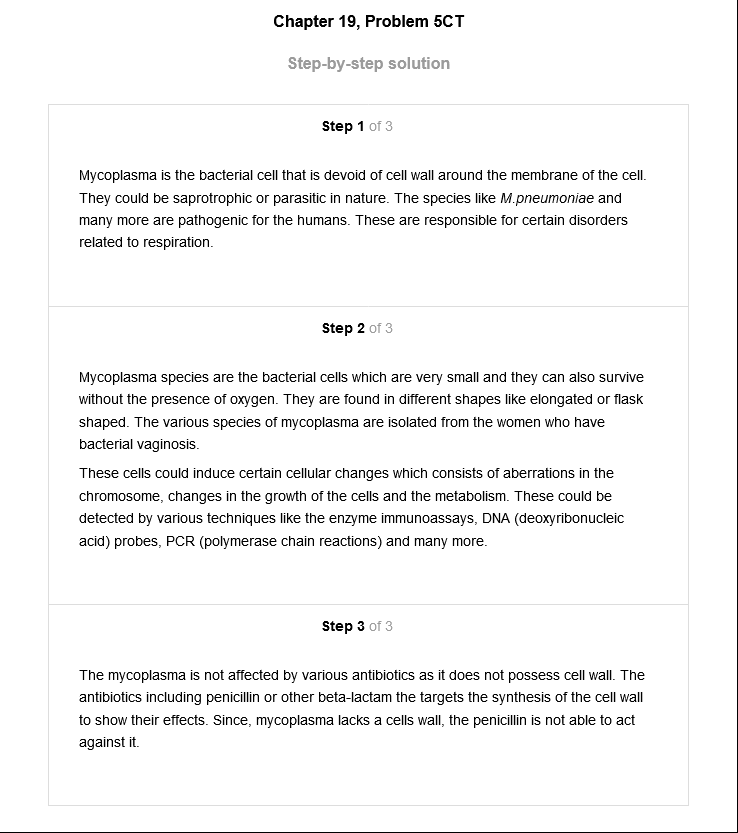 Chapter 19, Problem 5CT
Step-by-step solution
Step 1 of 3
Mycoplasma is the bacterial cell that is devoid of cell wall around the membrane of the cell.
They could be saprotrophic or parasitic in nature. The species like M.pneumoniae and
many more are pathogenic for the humans. These are responsible for certain disorders
related to respiration.
Step 2 of 3
Mycoplasma species are the bacterial cells which are very small and they can also survive
without the presence of oxygen. They are found in different shapes like elongated or flask
shaped. The various species of mycoplasma are isolated from the women who have
bacterial vaginosis.
These cells could induce certain cellular changes which consists of aberrations in the
chromosome, changes in the growth of the cells and the metabolism. These could be
detected by various techniques like the enzyme immunoassays, DNA (deoxyribonucleic
acid) probes, PCR (polymerase chain reactions) and many more.
Step 3 of 3
The mycoplasma is not affected by various antibiotics as it does not possess cell wall. The
antibiotics including penicillin or other beta-lactam the targets the synthesis of the cell wall
to show their effects. Since, mycoplasma lacks a cells wall, the penicillin is not able to act
against it.